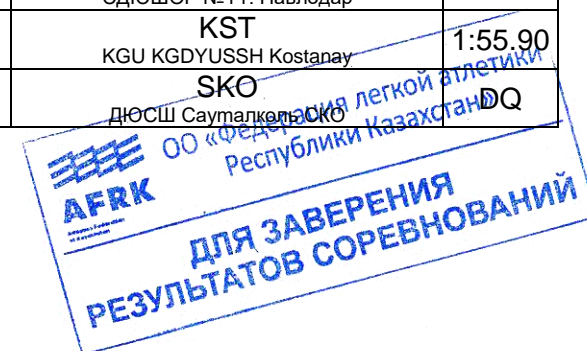 СДЮШОР №1 г. Павлодар
KST
KGU KGDYUSSH Kostanay
1:55.90
SKO
ДЮСШ Саумалколь СКО
DQ
ОО «Федерация легкой атлетики
Республики Казахстан»
AFRK
ДЛЯ ЗАВЕРЕНИЯ
РЕЗУЛЬТАТОВ СОРЕВНОВАНИЙ